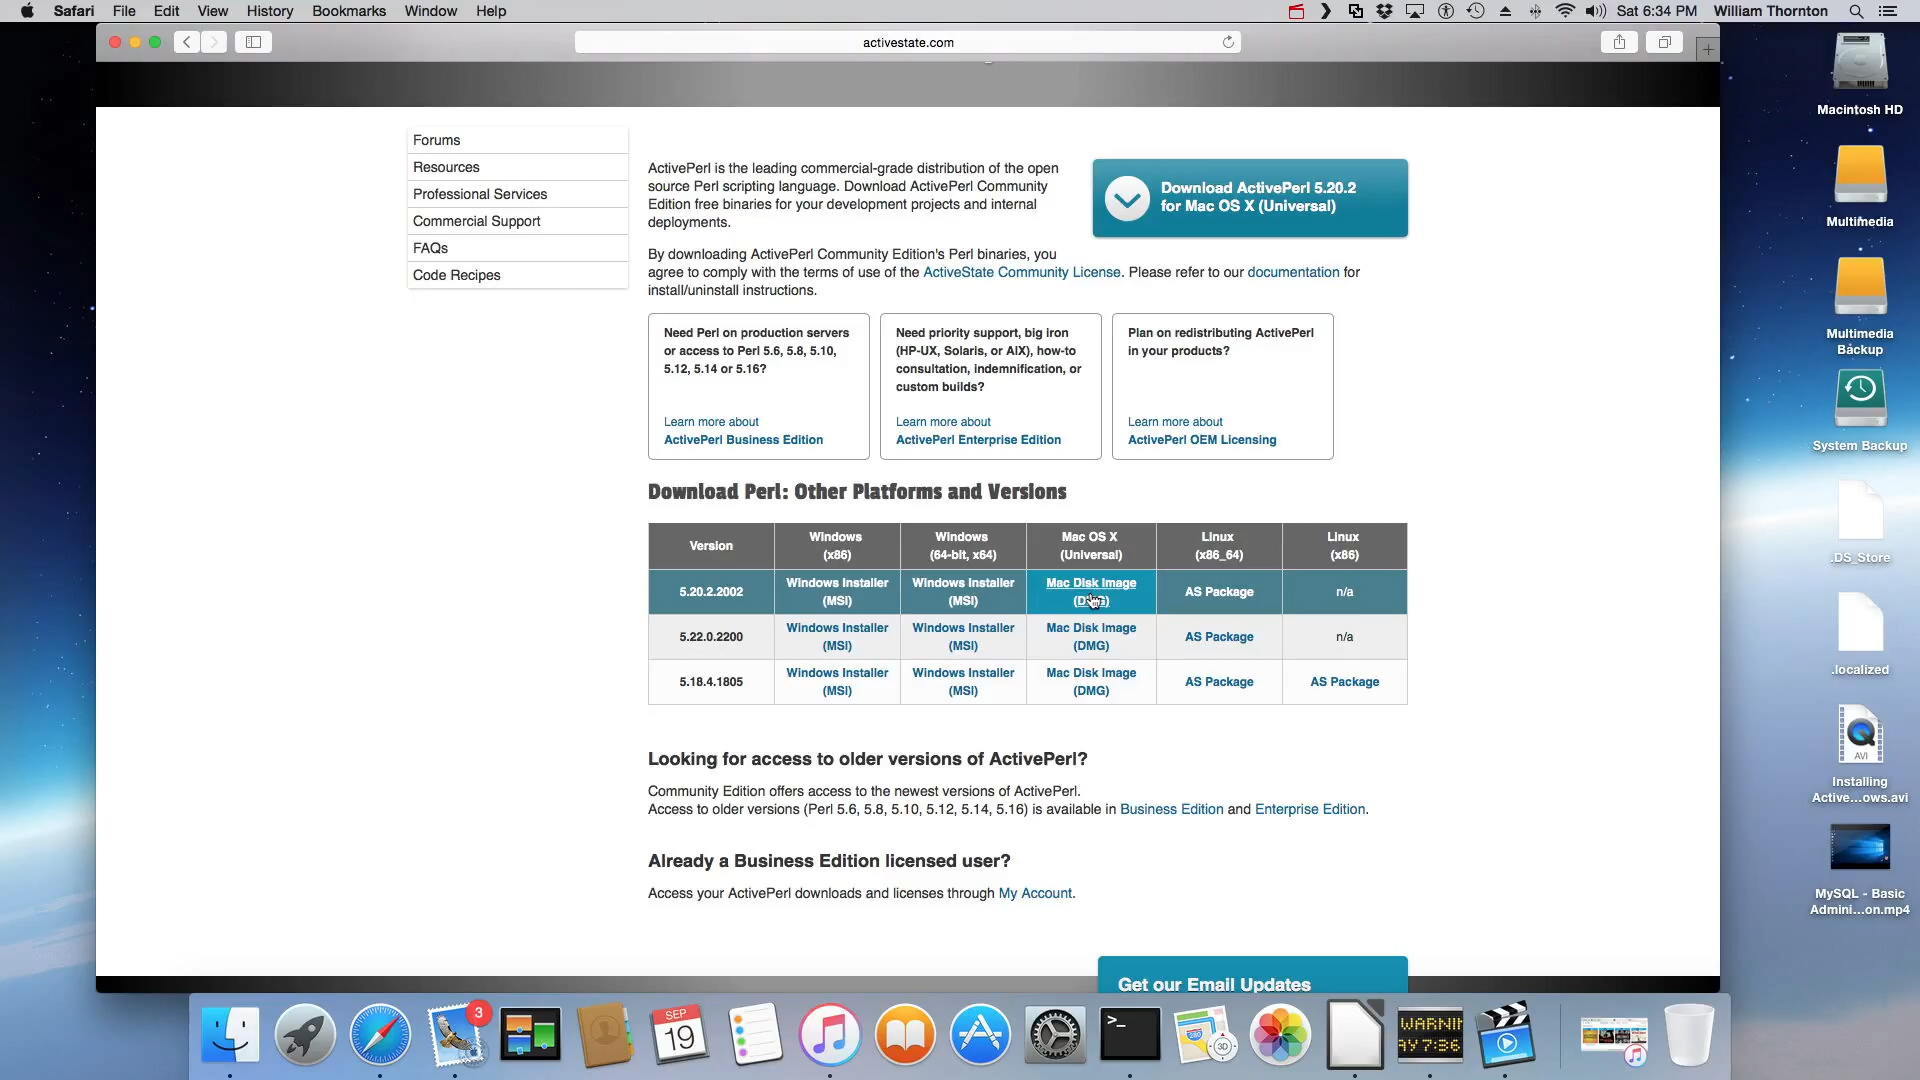 Safari File Edit View History Bookmarks Window Help
Sat 6:34 PM William Thornton
activestate.com
Forums
Resources
Professional Services
Commercial Support
FAQs
Code Recipes
ActivePerl is the leading commercial-grade distribution of the open
source Perl scripting language. Download ActivePerl Community
Edition free binaries for your development projects and internal
deployments.
Download ActivePerl 5.20.2
for Mac OS X (Universal)
By downloading ActivePerl Community Edition's Perl binaries, you
agree to comply with the terms of use of the ActiveState Community License. Please refer to our documentation for
install/uninstall instructions.
Need Perl on production servers
or access to Perl 5.6, 5.8, 5.10,
5.12, 5.14 or 5.16?
Learn more about
ActivePerl Business Edition
Need priority support, big iron
(HP-UX, Solaris, or AIX), how-to
consultation, indemnification, or
custom builds?
Learn more about
ActivePerl Enterprise Edition
Plan on redistributing ActivePerl
in your products?
Learn more about
ActivePerl OEM Licensing
Download Perl: Other Platforms and Versions
Version
Windows
(x86)
Windows
(64-bit, x64)
Mac OS X
(Universal)
Linux
(x86_64)
Linux
(x86)
5.20.2.2002
Windows Installer
(MSI)
Windows Installer
(MSI)
Mac Disk Image
AS Package
n/a
5.22.0.2200
Windows Installer
(MSI)
Windows Installer
(MSI)
Mac Disk Image
(DMG)
AS Package
n/a
5.18.4.1805
Windows Installer
(MSI)
Windows Installer
(MSI)
Mac Disk Image
(DMG)
AS Package
AS Package
Looking for access to older versions of ActivePerl?
Community Edition offers access to the newest versions of ActivePerl.
Access to older versions (Perl 5.6, 5.8, 5.10, 5.12, 5.14, 5.16) is available in Business Edition and Enterprise Edition.
Already a Business Edition licensed user?
Access your ActivePerl downloads and licenses through My Account.
Get our Email Updates
Macintosh HD
Multimedia
Multimedia
Backup
System Backup
.DS_Store
.localized
AVI
Installing
Active...ows.avi
MySQL - Basic
Admini...on.mp4
3
SEP
19
280
3D
>_
WARNIN
AY 7:36